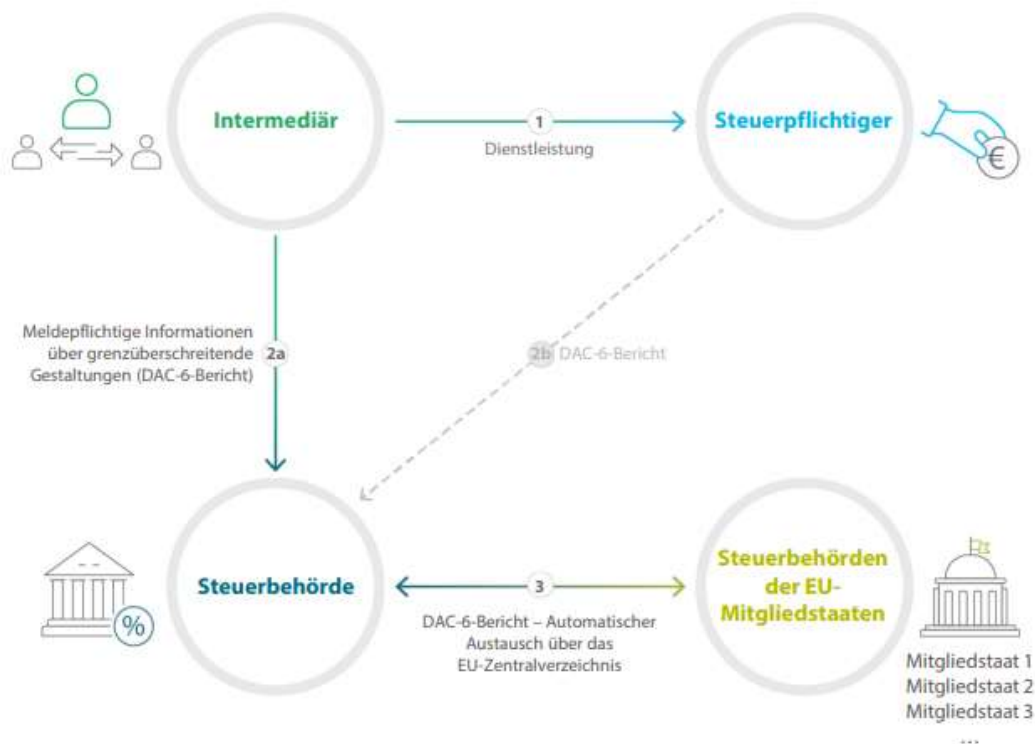 Intermediär
1
Dienstleistung
Steuerpflichtiger
€
Meldepflichtige Informationen
über grenzüberschreitende
Gestaltungen (DAC-6-Bericht)
2a
2b DAC-6-Bericht
%
Steuerbehörde
3
DAC-6-Bericht – Automatischer
Austausch über das
EU-Zentralverzeichnis
Steuerbehörden
der EU-
Mitgliedstaaten
Mitgliedstaat 1
Mitgliedstaat 2
Mitgliedstaat 3
...